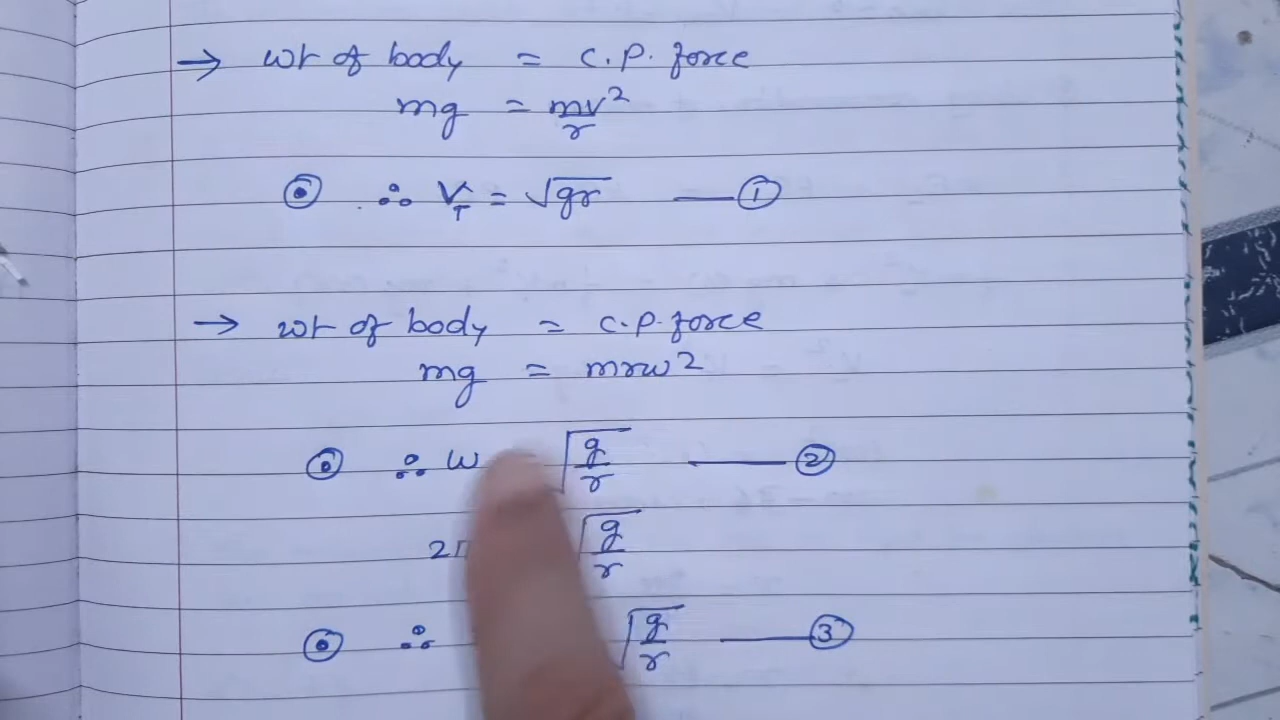 → wt of body = C.P. force
mg = mv²/r
⊙ ∴ V_T = √gr —— ①
→ wt of body = C.P. force
mg = mrω²
⊙ ∴ ω √(g/r) —— ②
2π √(g/r)
⊙ ∴ √(g/r) —— ③